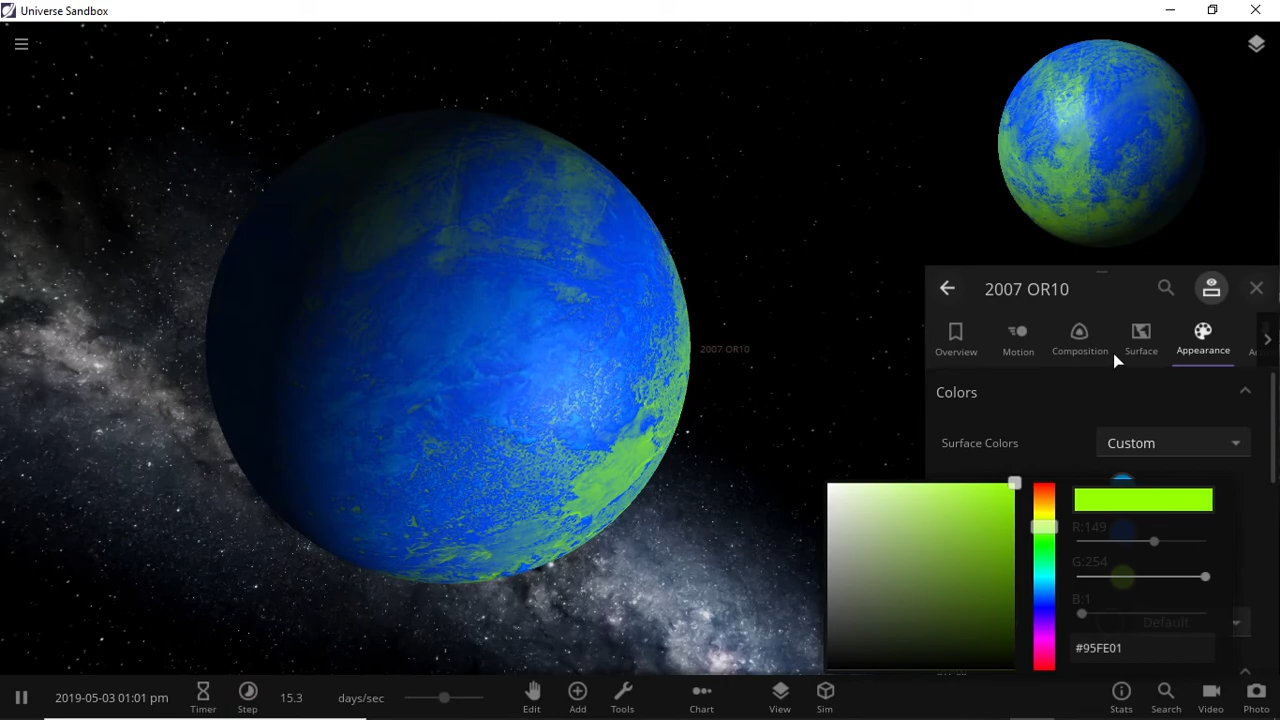 Universe Sandbox
2007 OR10
2007 OR10
Overview
Motion
Composition
Surface
Appearance
Colors
Surface Colors
Custom
R:149
G:254
B:1
Default
#95FE01
2019-05-03 01:01 pm
Timer
Step
15.3
days/sec
Edit
Add
Tools
Chart
View
Sim
Stats
Search
Video
Photo